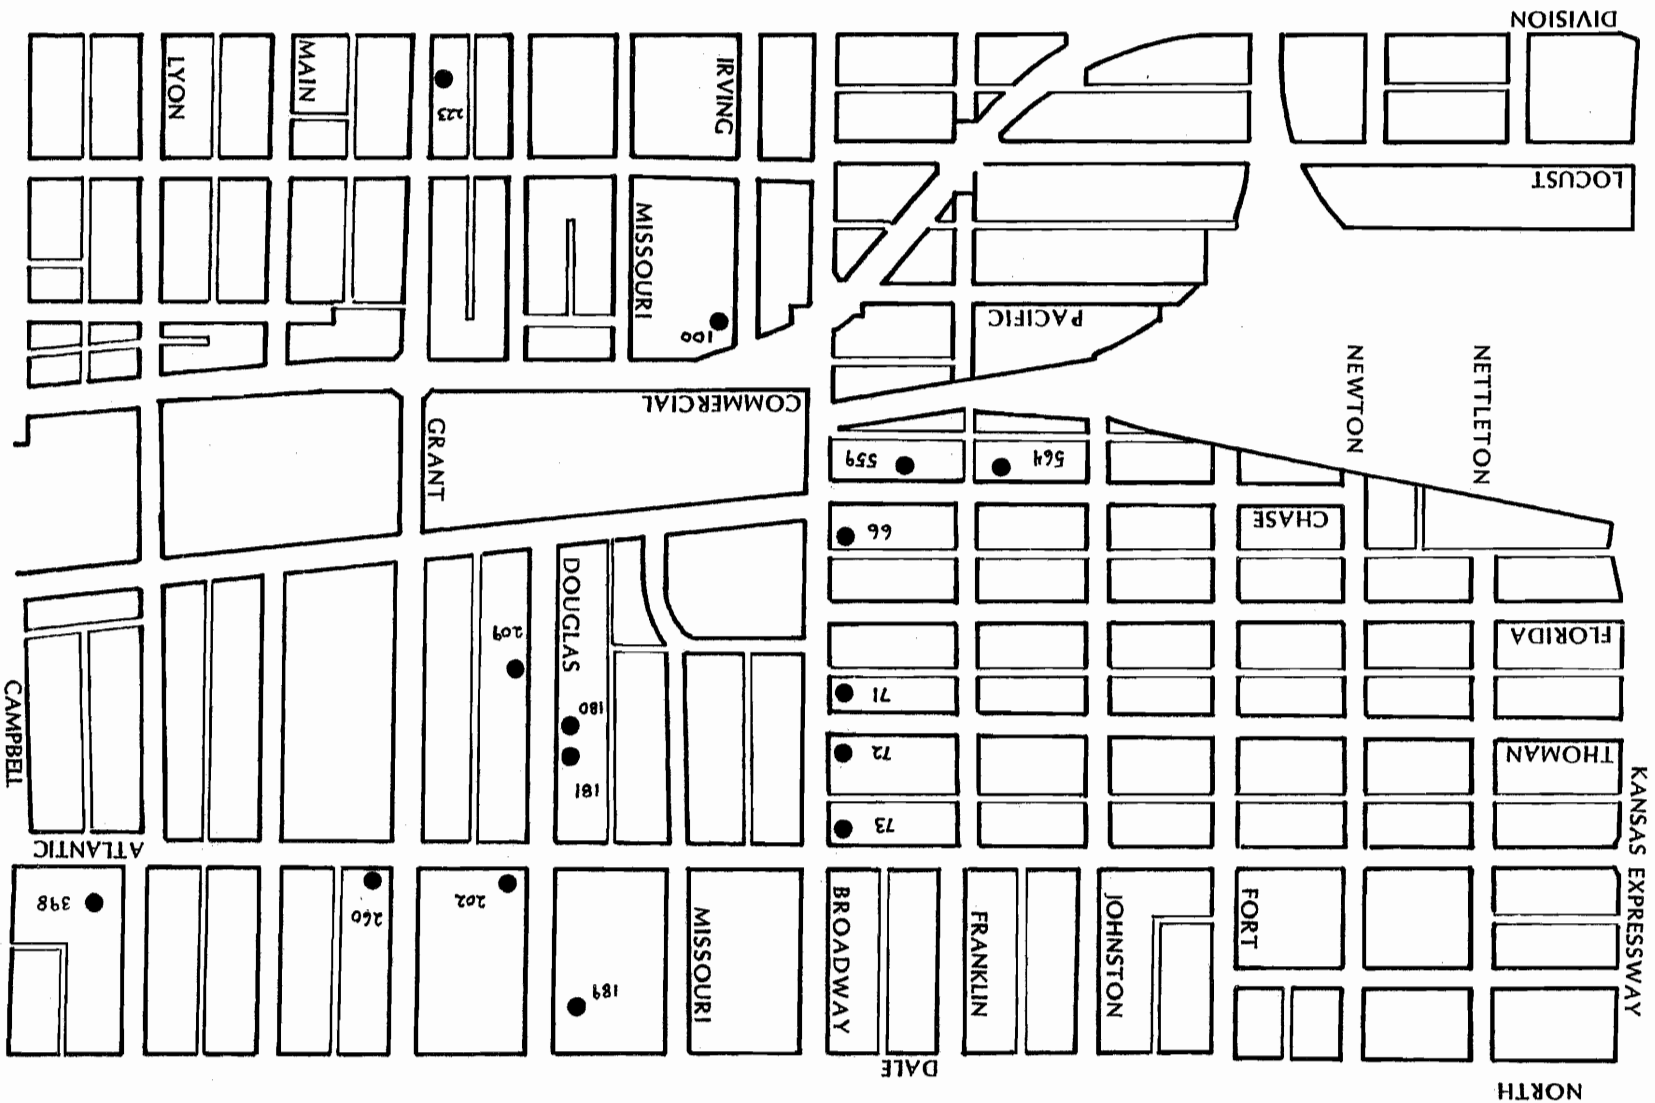 NORTH
DALE
KANSAS EXPRESSWAY
FORT
JOHNSTON
FRANKLIN
BROADWAY
MISSOURI
189
202
260
398
ATLANTIC
73
181
THOMAN
72
180
CAMPBELL
71
FLORIDA
DOUGLAS
209
66
CHASE
564
559
GRANT
NETTLETON
NEWTON
COMMERCIAL
100
PACIFIC
MISSOURI
LOCUST
IRVING
223
MAIN
LYON
DIVISION